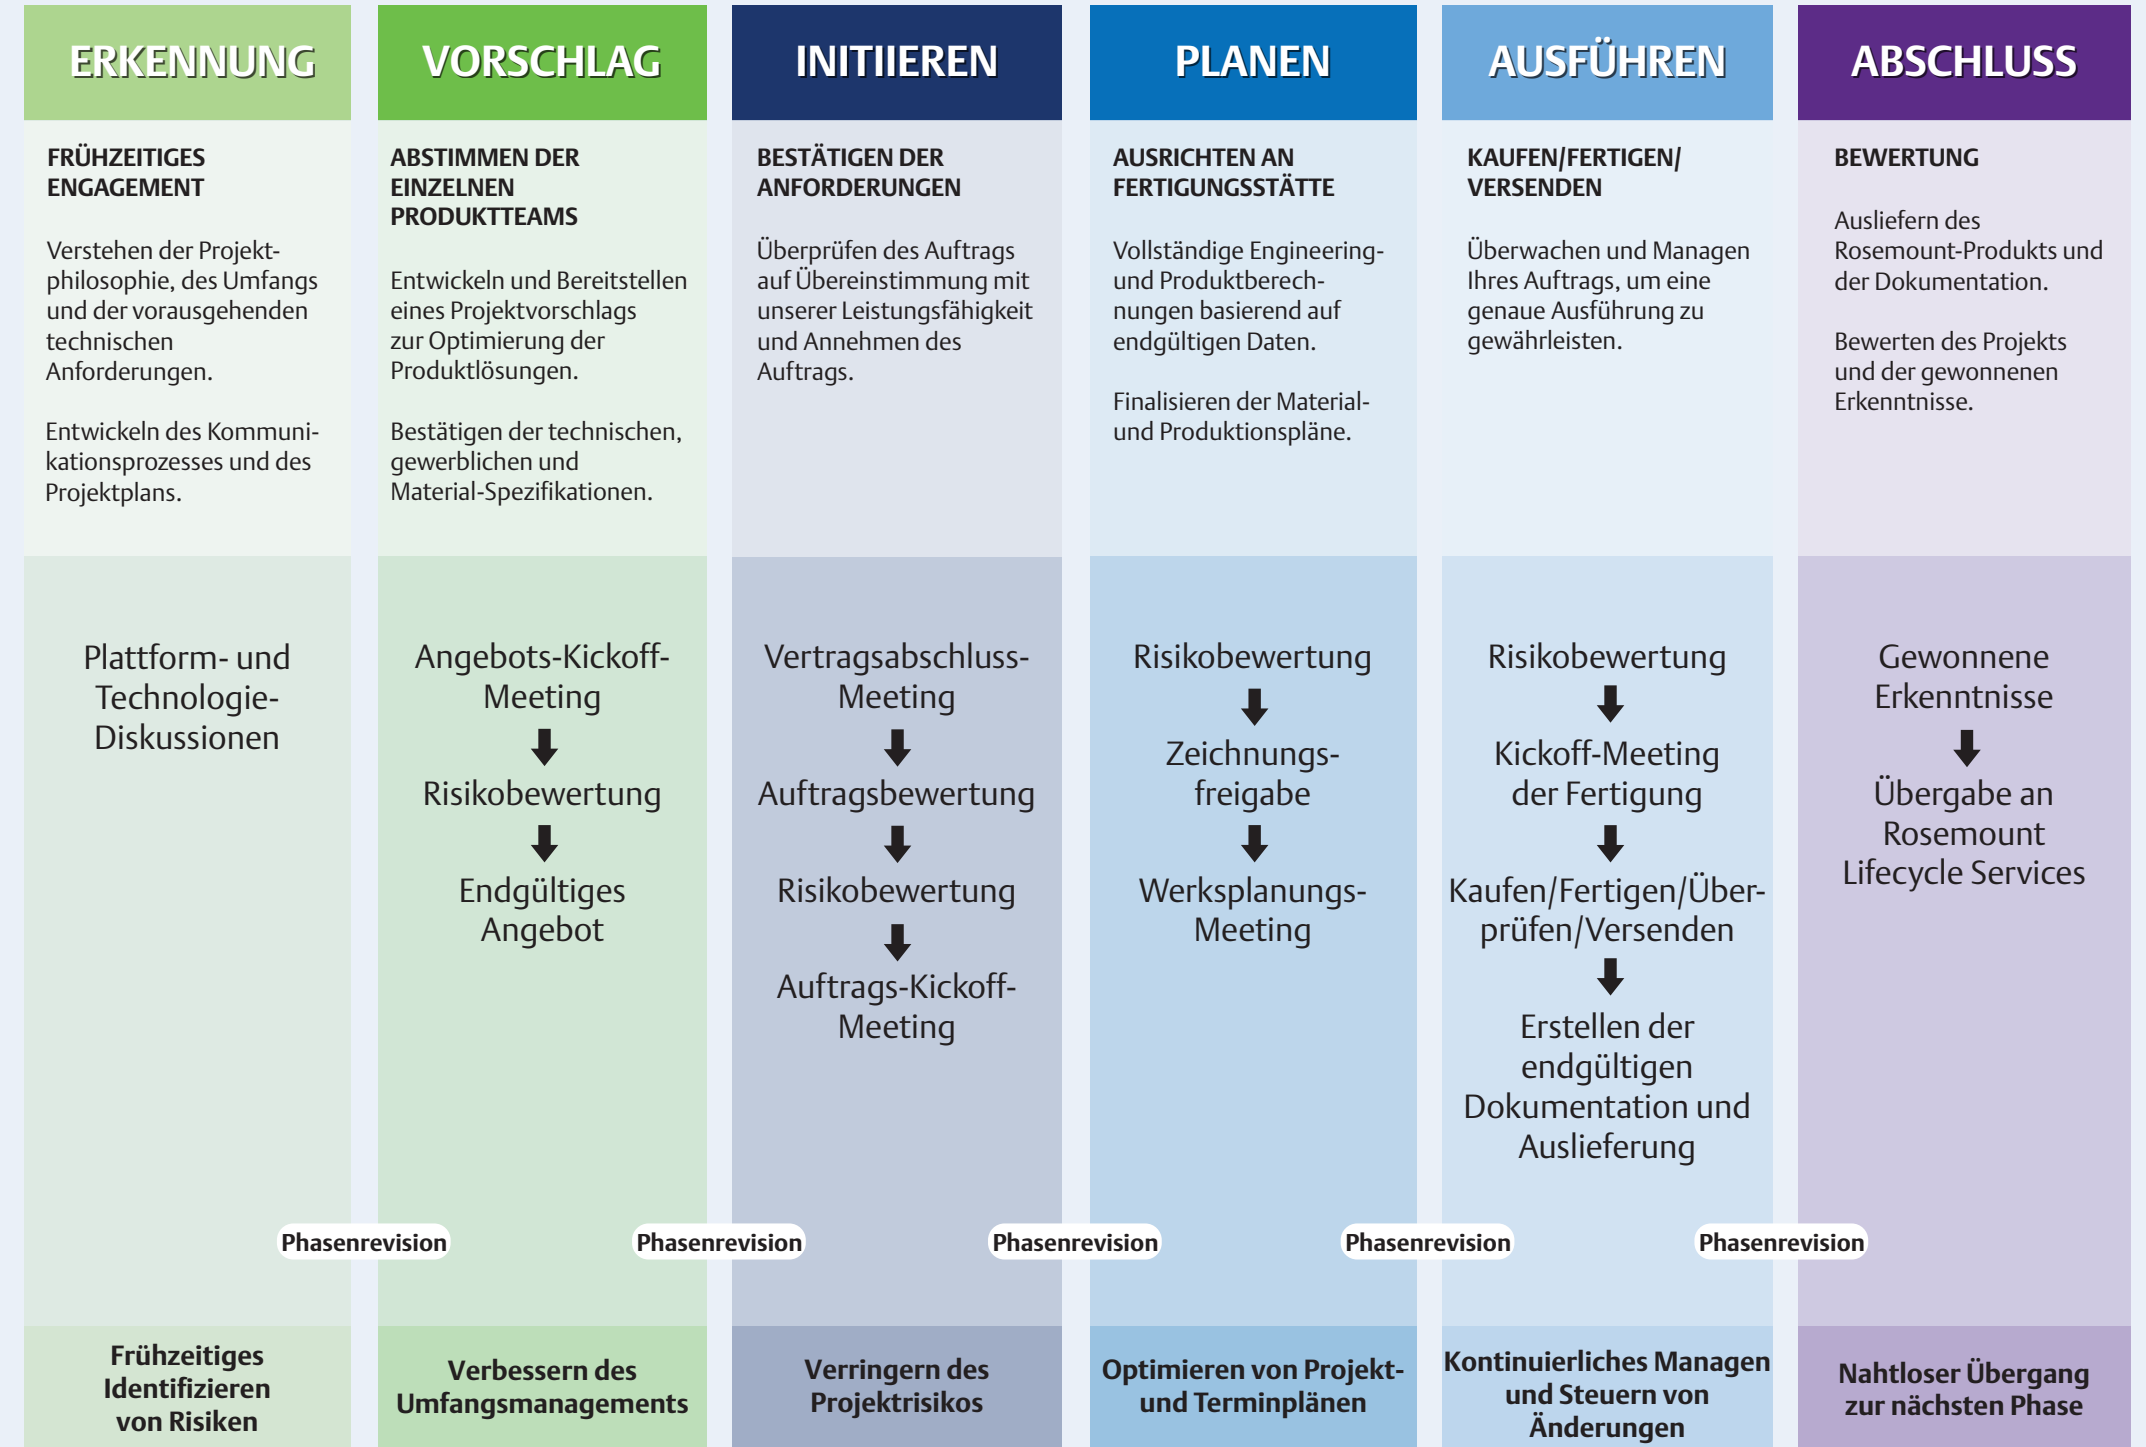 ERKENNUNG
FRÜHZEITIGES
ENGAGEMENT
Verstehen der Projekt-
philosophie, des Umfangs
und der vorausgehenden
technischen
Anforderungen.
Entwickeln des Kommuni-
kationsprozesses und des
Projektplans.
Plattform- und
Technologie-
Diskussionen
Frühzeitiges
Identifizieren
von Risiken
Phasenrevision
VORSCHLAG
ABSTIMMEN DER
EINZELNEN
PRODUKTTEAMS
Entwickeln und Bereitstellen
eines Projektvorschlags
zur Optimierung der
Produktlösungen.
Bestätigen der technischen,
gewerblichen und
Material-Spezifikationen.
Angebots-Kickoff-
Meeting
Risikobewertung
Endgültiges
Angebot
Verbessern des
Umfangsmanagements
Phasenrevision
INITIIEREN
BESTÄTIGEN DER
ANFORDERUNGEN
Überprüfen des Auftrags
auf Übereinstimmung mit
unserer Leistungsfähigkeit
und Annehmen des
Auftrags.
Vertragsabschluss-
Meeting
Auftragsbewertung
Risikobewertung
Auftrags-Kickoff-
Meeting
Verringern des
Projektrisikos
Phasenrevision
PLANEN
AUSRICHTEN AN
FERTIGUNGSSTÄTTE
Vollständige Engineering-
und Produktberech-
nungen basierend auf
endgültigen Daten.
Finalisieren der Material-
und Produktionspläne.
Risikobewertung
Zeichnungs-
freigabe
Werksplanungs-
Meeting
Optimieren von Projekt-
und Terminplänen
Phasenrevision
AUSFÜHREN
KAUFEN/FERTIGEN/
VERSENDEN
Überwachen und Managen
Ihres Auftrags, um eine
genaue Ausführung zu
gewährleisten.
Risikobewertung
Kickoff-Meeting
der Fertigung
Kaufen/Fertigen/Über-
prüfen/Versenden
Erstellen der
endgültigen
Dokumentation und
Auslieferung
Kontinuierliches Managen
und Steuern von
Änderungen
Phasenrevision
ABSCHLUSS
BEWERTUNG
Ausliefern des
Rosemount-Produkts und
der Dokumentation.
Bewerten des Projekts
und der gewonnenen
Erkenntnisse.
Gewonnene
Erkenntnisse
Übergabe an
Rosemount
Lifecycle Services
Nahtloser Übergang
zur nächsten Phase